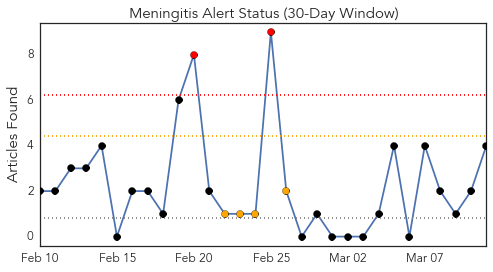 Meningitis Alert Status (30-Day Window)
Articles Found
8
6
4
2
0
Feb 10 Feb 15 Feb 20 Feb 25 Mar 02 Mar 07